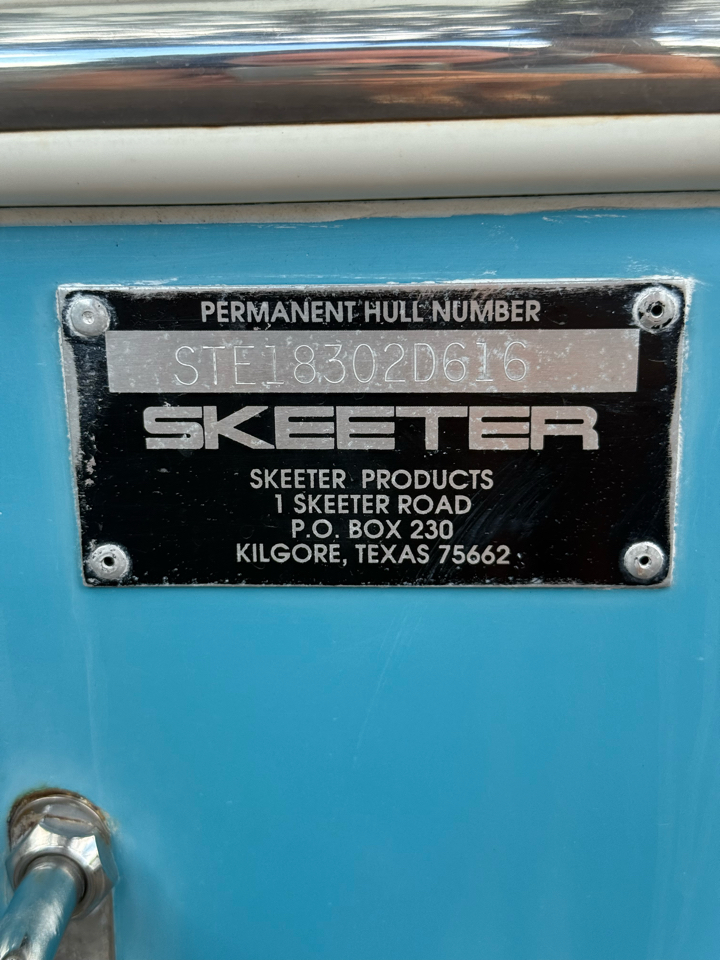 PERMANENT HULL NUMBER
STE18302D616
SKEETER
SKEETER PRODUCTS
1 SKEETER ROAD
P.O. BOX 230
KILGORE, TEXAS 75662